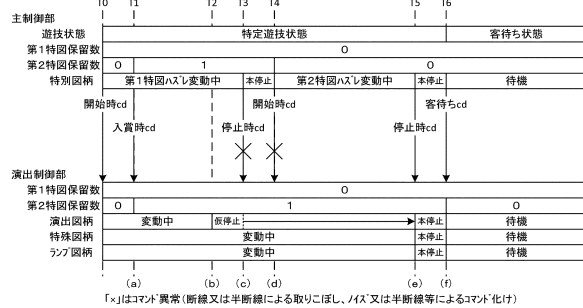 T0 T1 T2 T3 T4 T5 T6
主制御部
遊技状態 特定遊技状態 客待ち状態
第1特図保留数 0
第2特図保留数 0 1 0
特別図柄 第1特図ハズレ変動中 本停止 第2特図ハズレ変動中 本停止 待機
開始時cd 停止時cd 開始時cd 停止時cd 客待ちcd
入賞時cd
演出制御部
第1特図保留数 0
第2特図保留数 0 1 0
演出図柄 変動中 仮停止 本停止 待機
特殊図柄 変動中 本停止 待機
ランプ図柄 変動中 本停止 待機
(a) (b) (c) (d) (e) (f)
「×」はコマンド異常(断線又は半断線による取りこぼし、ノイズ又は半断線等によるコマンド化け)